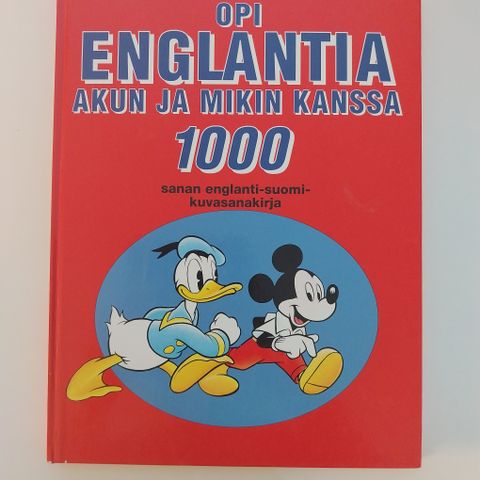 OPI
ENGLANTIA
AKUN JA MIKIN KANSSA
1000
sanan englanti-suomi-
kuvasanakirja